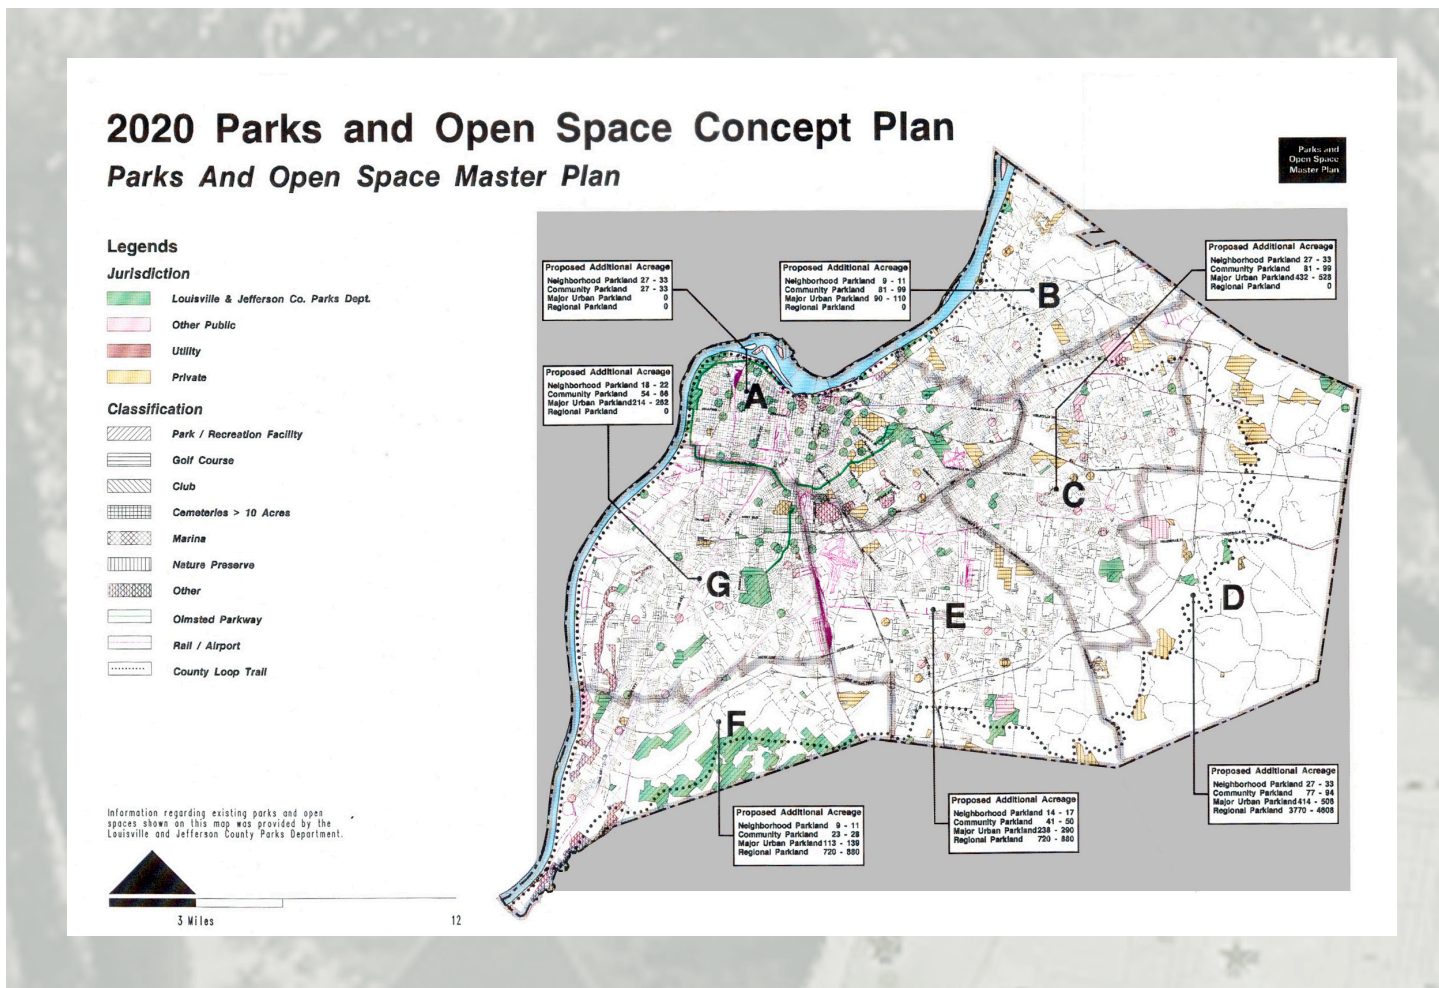 2020 Parks and Open Space Concept Plan
Parks And Open Space Master Plan
Parks and
Open Space
Master Plan
Legends
Jurisdiction
Louisville & Jefferson Co. Parks Dept.
Other Public
Utility
Private
Classification
Park / Recreation Facility
Golf Course
Club
Cemeteries > 10 Acres
Marina
Nature Preserve
Other
Olmsted Parkway
Rail / Airport
County Loop Trail
Proposed Additional Acreage
Neighborhood Parkland 27 - 33
Community Parkland 27 - 33
Major Urban Parkland 0
Regional Parkland 0
Proposed Additional Acreage
Neighborhood Parkland 9 - 11
Community Parkland 81 - 99
Major Urban Parkland 90 - 110
Regional Parkland 0
Proposed Additional Acreage
Neighborhood Parkland 27 - 33
Community Parkland 81 - 99
Major Urban Parkland 432 - 528
Regional Parkland 0
Proposed Additional Acreage
Neighborhood Parkland 18 - 22
Community Parkland 54 - 66
Major Urban Parkland 214 - 262
Regional Parkland 0
A
B
C
D
E
F
G
Proposed Additional Acreage
Neighborhood Parkland 9 - 11
Community Parkland 23 - 28
Major Urban Parkland 113 - 139
Regional Parkland 720 - 880
Proposed Additional Acreage
Neighborhood Parkland 14 - 17
Community Parkland 41 - 50
Major Urban Parkland 238 - 290
Regional Parkland 720 - 880
Proposed Additional Acreage
Neighborhood Parkland 27 - 33
Community Parkland 77 - 94
Major Urban Parkland 414 - 506
Regional Parkland 3770 - 4608
Information regarding existing parks and open
spaces shown on this map was provided by the
Louisville and Jefferson County Parks Department.
3 Miles
12